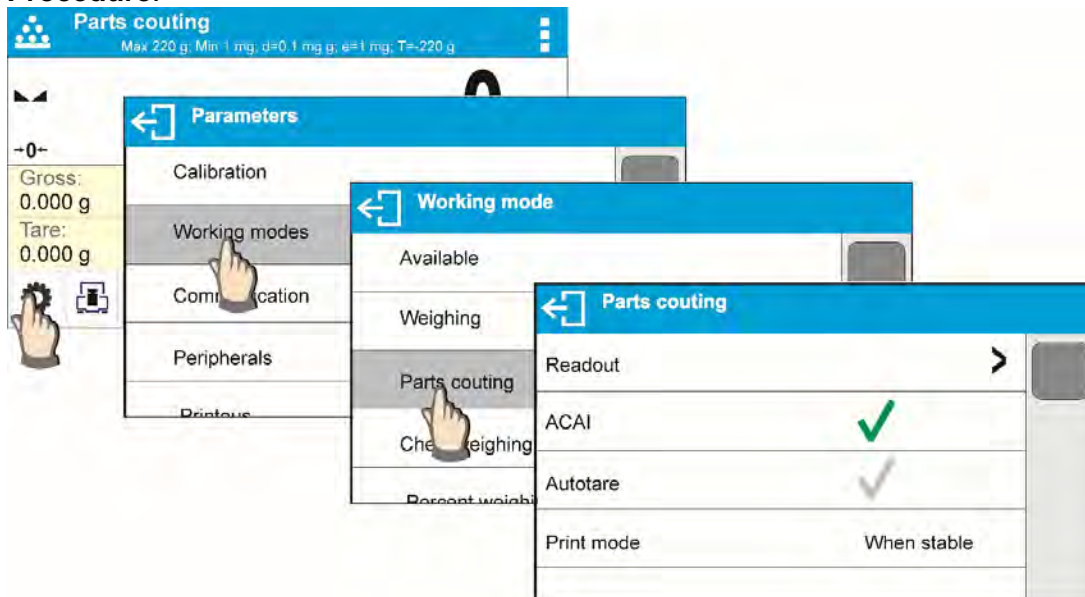 Procedure:
Parts couting
Max 220 g; Min 1 mg; d=0.1 mg g; e=1 mg; T=-220 g
0
→0←
Gross:
0.000 g
Tare:
0.000 g
Parameters
Calibration
Working modes
Peripherals
Printous
Working mode
Available
Weighing
Parts couting
Parts couting
Readout
ACAI
Autotare
Print mode When stable